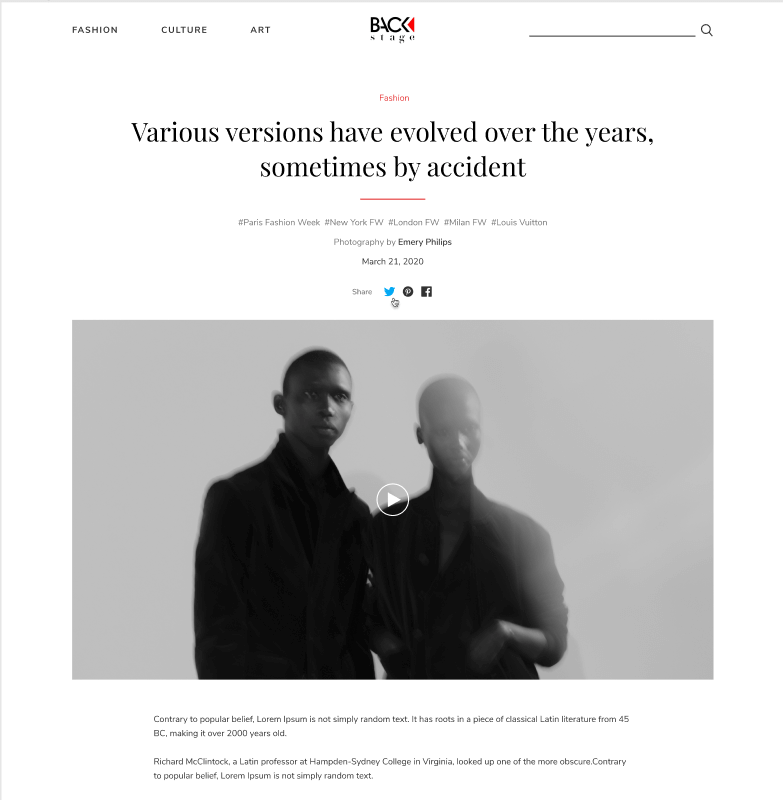 FASHION CULTURE ART
BACK
stage
Fashion
Various versions have evolved over the years,
sometimes by accident
#Paris Fashion Week #New York FW #London FW #Milan FW #Louis Vuitton
Photography by Emery Philips
March 21, 2020
Share
Contrary to popular belief, Lorem Ipsum is not simply random text. It has roots in a piece of classical Latin literature from 45
BC, making it over 2000 years old.
Richard McClintock, a Latin professor at Hampden-Sydney College in Virginia, looked up one of the more obscure.Contrary
to popular belief, Lorem Ipsum is not simply random text.